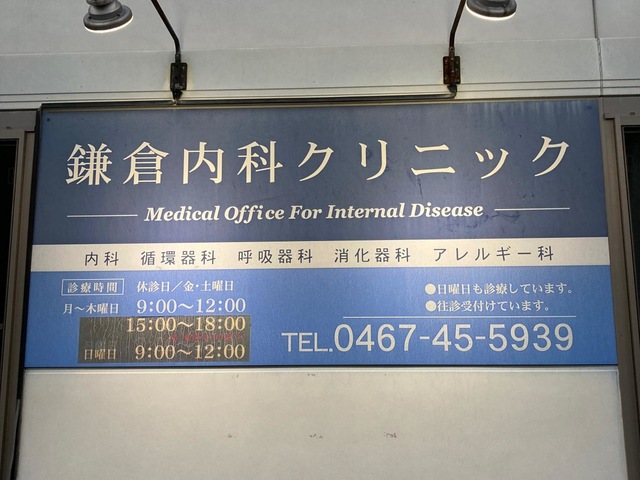 鎌倉内科クリニック
Medical Office For Internal Disease
内科 循環器科 呼吸器科 消化器科 アレルギー科
診療時間 休診日／金・土曜日
月～木曜日 9:00～12:00
15:00～18:00
日曜日 9:00～12:00
●日曜日も診療しています。
●往診受付けています。
TEL.0467-45-5939